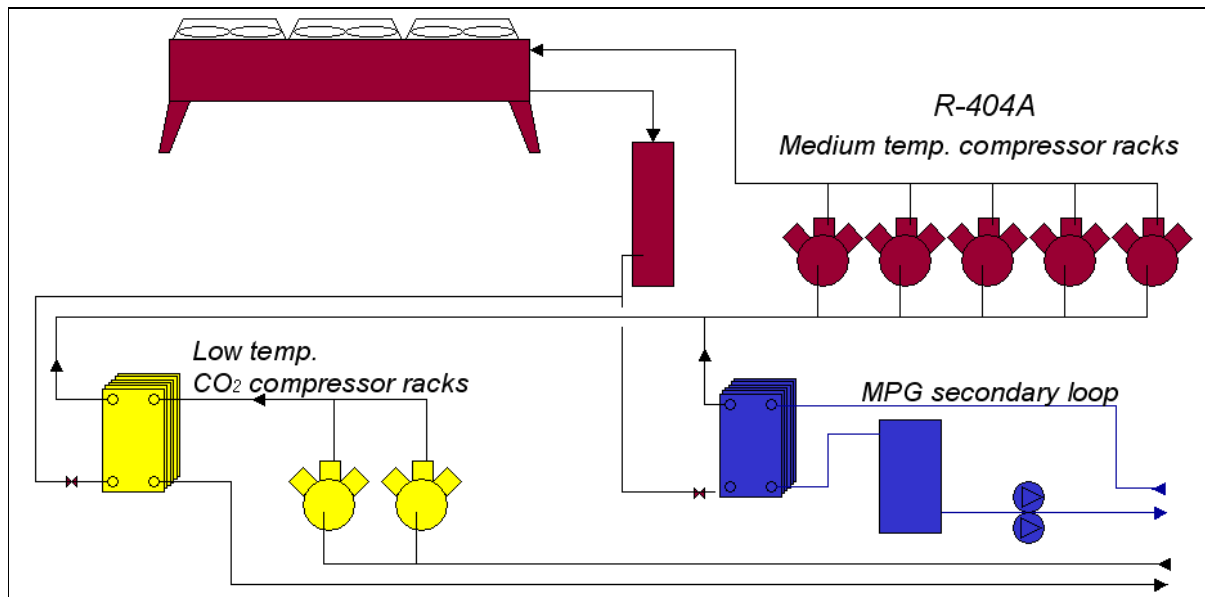 R-404A
Medium temp. compressor racks
Low temp.
CO₂ compressor racks
MPG secondary loop